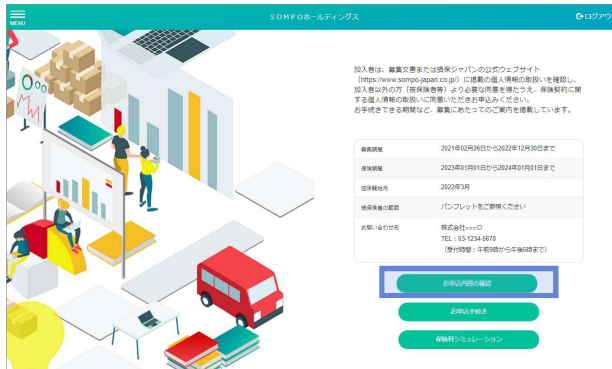 MENU
SOMPOホールディングス
ログアウ
加入者は、募集文書または損保ジャパンの公式ウェブサイト
（https://www.sompo-japan.co.jp/）に掲載の個人情報の取扱いを確認し、
加入者以外の方（被保険者等）より必要な同意を得たうえ、保険契約に関
する個人情報の取扱いに同意いただきお申込みください。
お手続きできる期間など、募集にあたってのご案内を掲載しています。
募集期間 2021年02月26日から2022年12月30日まで
保険期間 2023年01月01日から2024年01月01日まで
控除開始月 2022年3月
被保険者の範囲 パンフレットをご参照ください
お問い合わせ先 株式会社○○○○
TEL：03-1234-5678
（受付時間：午前9時から午後5時まで）
お申込内容の確認
お申込手続き
保険料シミュレーション